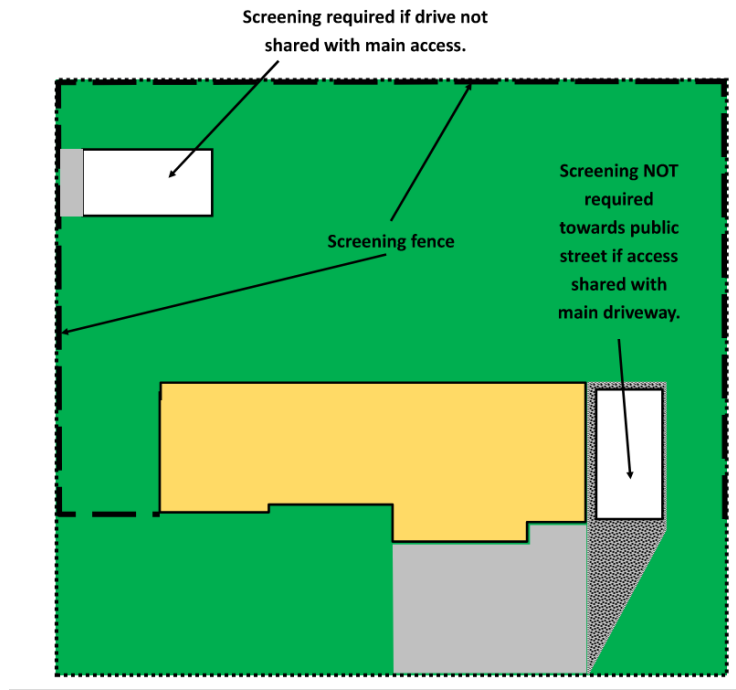 Screening required if drive not
shared with main access.
Screening NOT
required
towards public
street if access
shared with
main driveway.
Screening fence